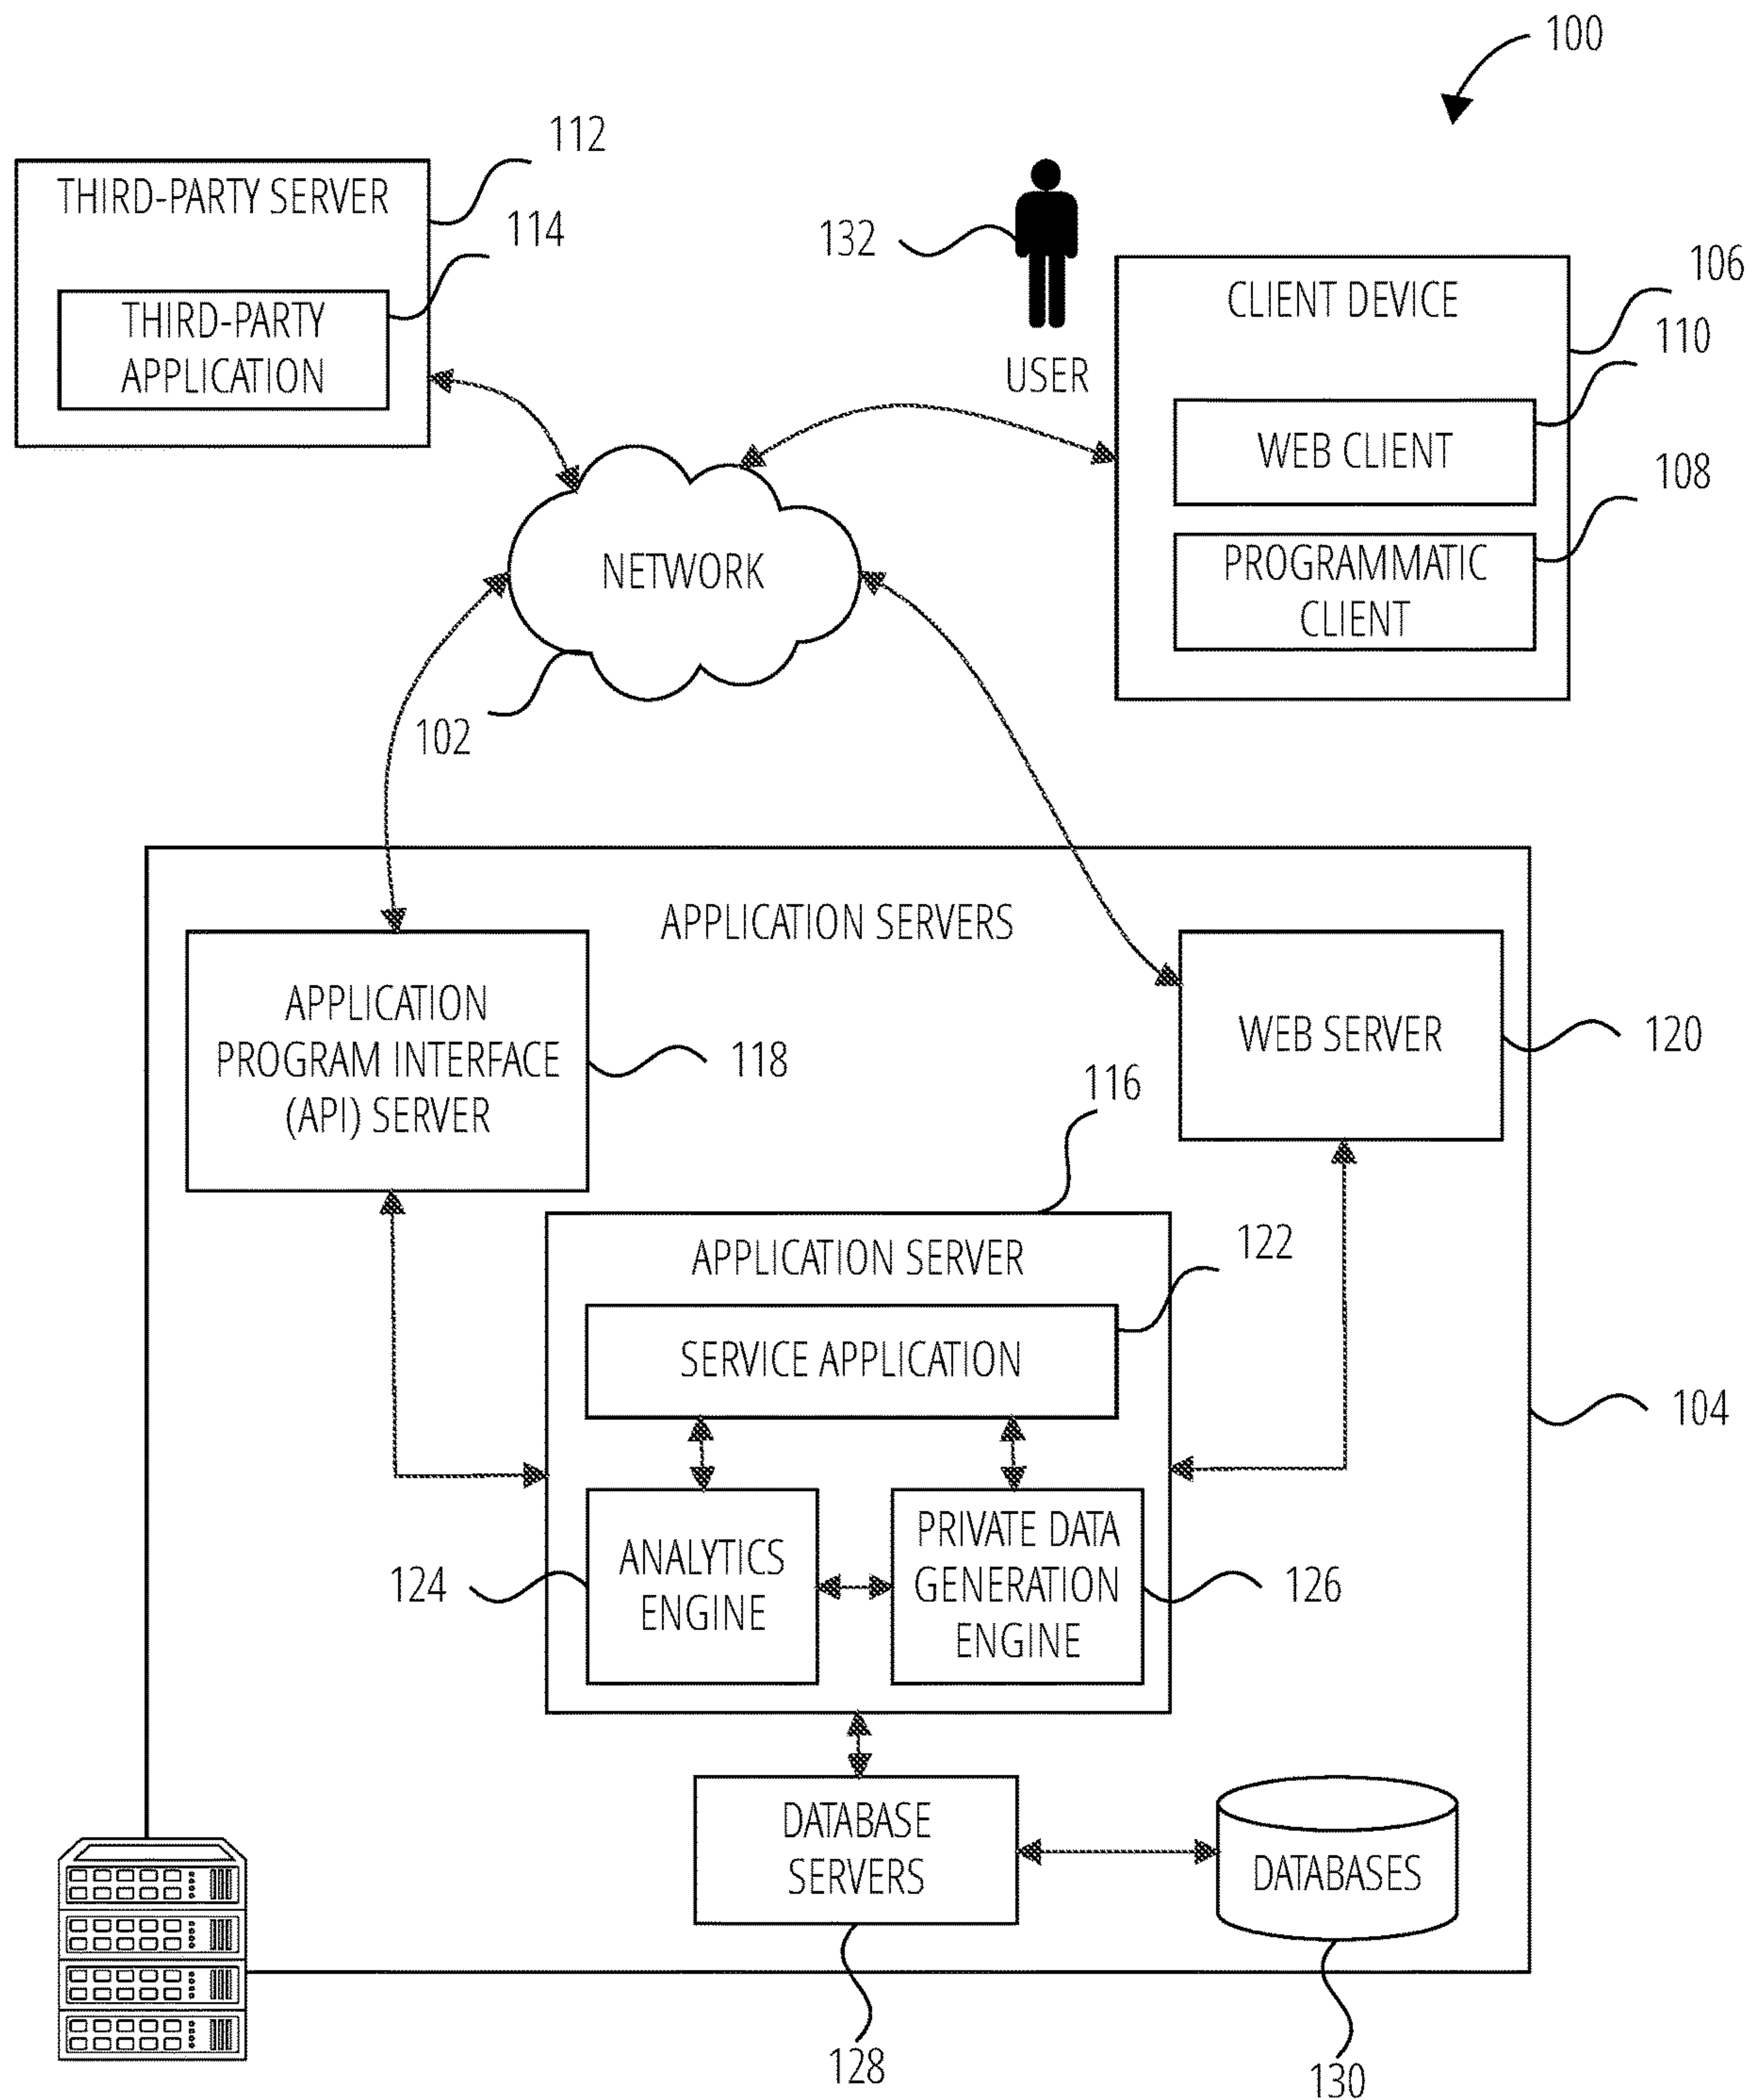 100
112
THIRD-PARTY SERVER
114
THIRD-PARTY
APPLICATION
132
USER
106
CLIENT DEVICE
110
WEB CLIENT
108
PROGRAMMATIC
CLIENT
NETWORK
102
APPLICATION SERVERS
APPLICATION
PROGRAM INTERFACE
(API) SERVER
118
WEB SERVER
120
116
APPLICATION SERVER
122
SERVICE APPLICATION
104
124
ANALYTICS
ENGINE
PRIVATE DATA
GENERATION
ENGINE
126
DATABASE
SERVERS
DATABASES
128
130